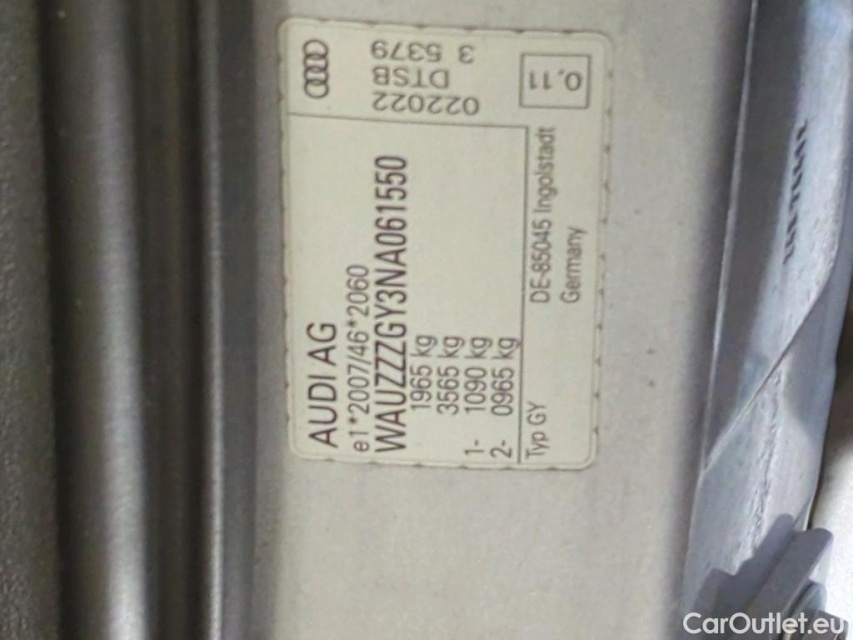 AUDI AG
e1*2007/46*2060
WAUZZZGY3NA061550
1965 kg
3565 kg
1- 1090 kg
2- 0965 kg
Typ GY
DE-85045 Ingolstadt
Germany
022022
DTSB
3 5379
0,11
CarOutlet.eu